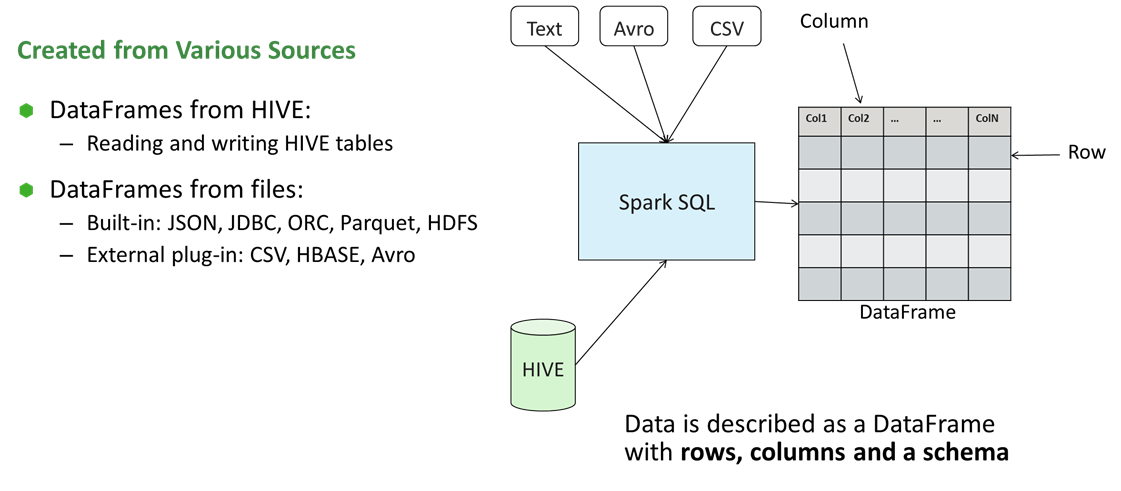 Created from Various Sources
DataFrames from HIVE:
– Reading and writing HIVE tables
DataFrames from files:
– Built-in: JSON, JDBC, ORC, Parquet, HDFS
– External plug-in: CSV, HBASE, Avro
Text
Avro
CSV
Column
Spark SQL
Col1 Col2 ... ... ColN
Row
DataFrame
HIVE
Data is described as a DataFrame
with rows, columns and a schema